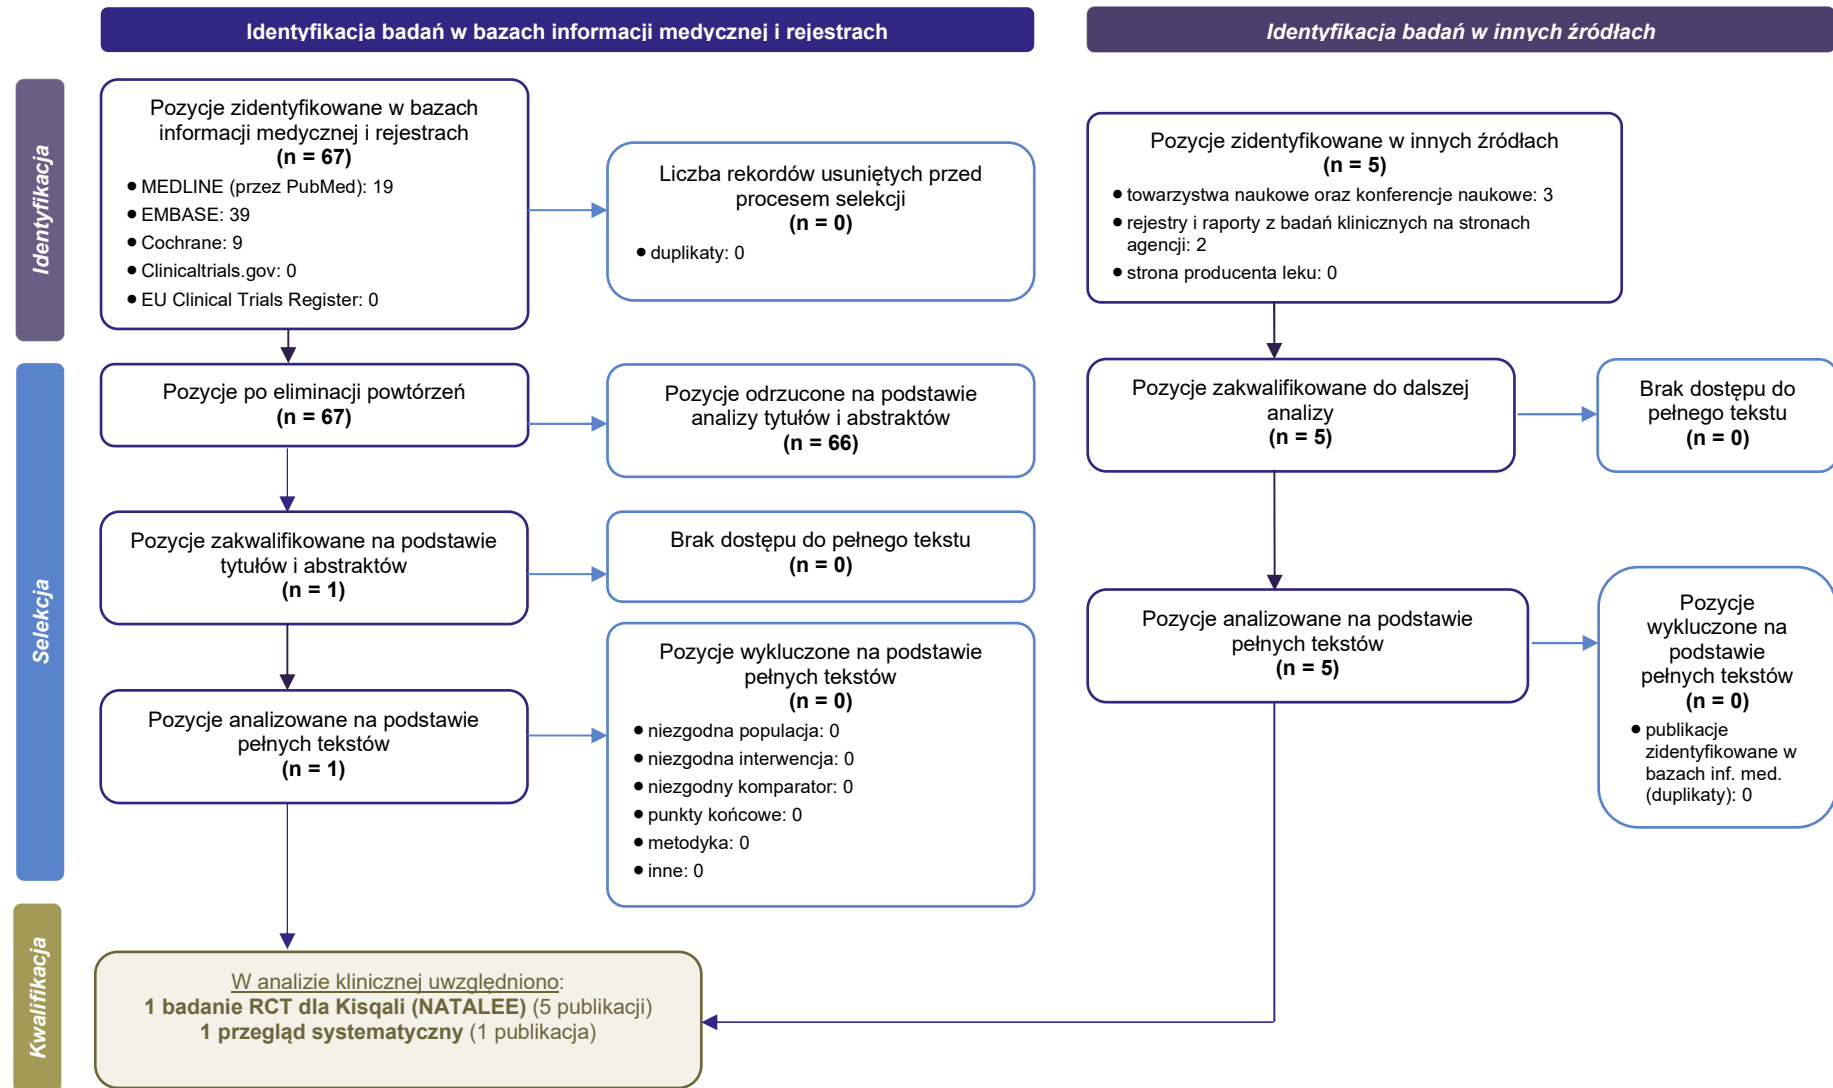 Identyfikacja badań w bazach informacji medycznej i rejestrach
Identyfikacja badań w innych źródłach
Identyfikacja
Pozycje zidentyfikowane w bazach
informacji medycznej i rejestrach
(n = 67)
• MEDLINE (przez PubMed): 19
• EMBASE: 39
• Cochrane: 9
• Clinicaltrials.gov: 0
• EU Clinical Trials Register: 0
Liczba rekordów usuniętych przed
procesem selekcji
(n = 0)
• duplikaty: 0
Pozycje zidentyfikowane w innych źródłach
(n = 5)
• towarzystwa naukowe oraz konferencje naukowe: 3
• rejestry i raporty z badań klinicznych na stronach
agencji: 2
• strona producenta leku: 0
Selekcja
Pozycje po eliminacji powtórzeń
(n = 67)
Pozycje odrzucone na podstawie
analizy tytułów i abstraktów
(n = 66)
Pozycje zakwalifikowane do dalszej
analizy
(n = 5)
Brak dostępu do
pełnego tekstu
(n = 0)
Pozycje zakwalifikowane na podstawie
tytułów i abstraktów
(n = 1)
Brak dostępu do pełnego tekstu
(n = 0)
Pozycje analizowane na podstawie
pełnych tekstów
(n = 1)
Pozycje wykluczone na podstawie
pełnych tekstów
(n = 0)
• niezgodna populacja: 0
• niezgodna interwencja: 0
• niezgodny komparator: 0
• punkty końcowe: 0
• metodyka: 0
• inne: 0
Pozycje analizowane na podstawie
pełnych tekstów
(n = 5)
Pozycje
wykluczone na
podstawie
pełnych tekstów
(n = 0)
• publikacje
zidentyfikowane w
bazach inf. med.
(duplikaty): 0
Kwalifikacja
W analizie klinicznej uwzględniono:
1 badanie RCT dla Kisqali (NATALEE) (5 publikacji)
1 przegląd systematyczny (1 publikacja)